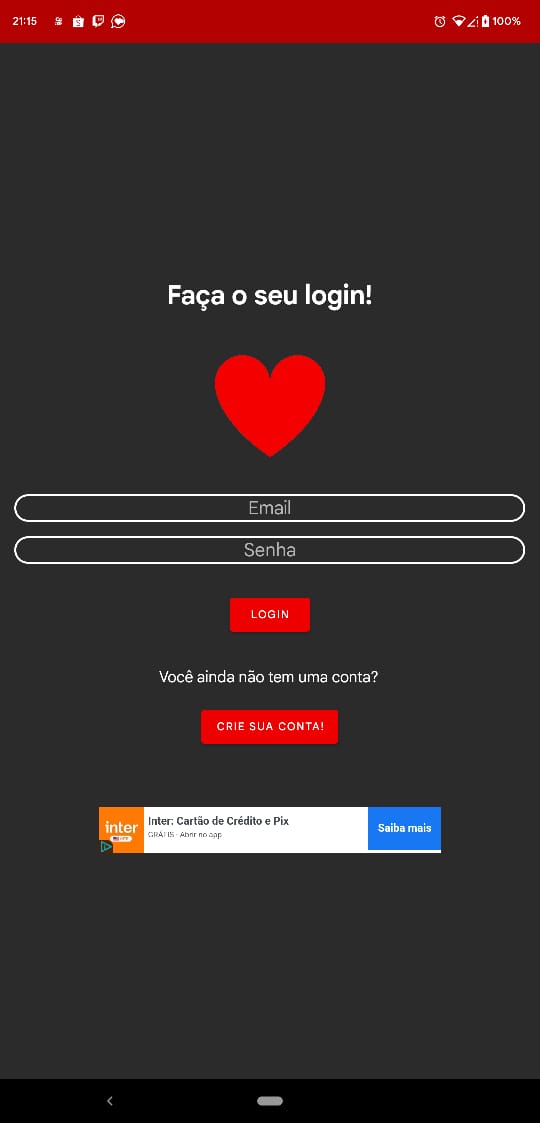 21:15
100%
Faça o seu login!
Email
Senha
LOGIN
Você ainda não tem uma conta?
CRIE SUA CONTA!
inter
Inter: Cartão de Crédito e Pix
GRÁTIS · Abrir no app
Saiba mais